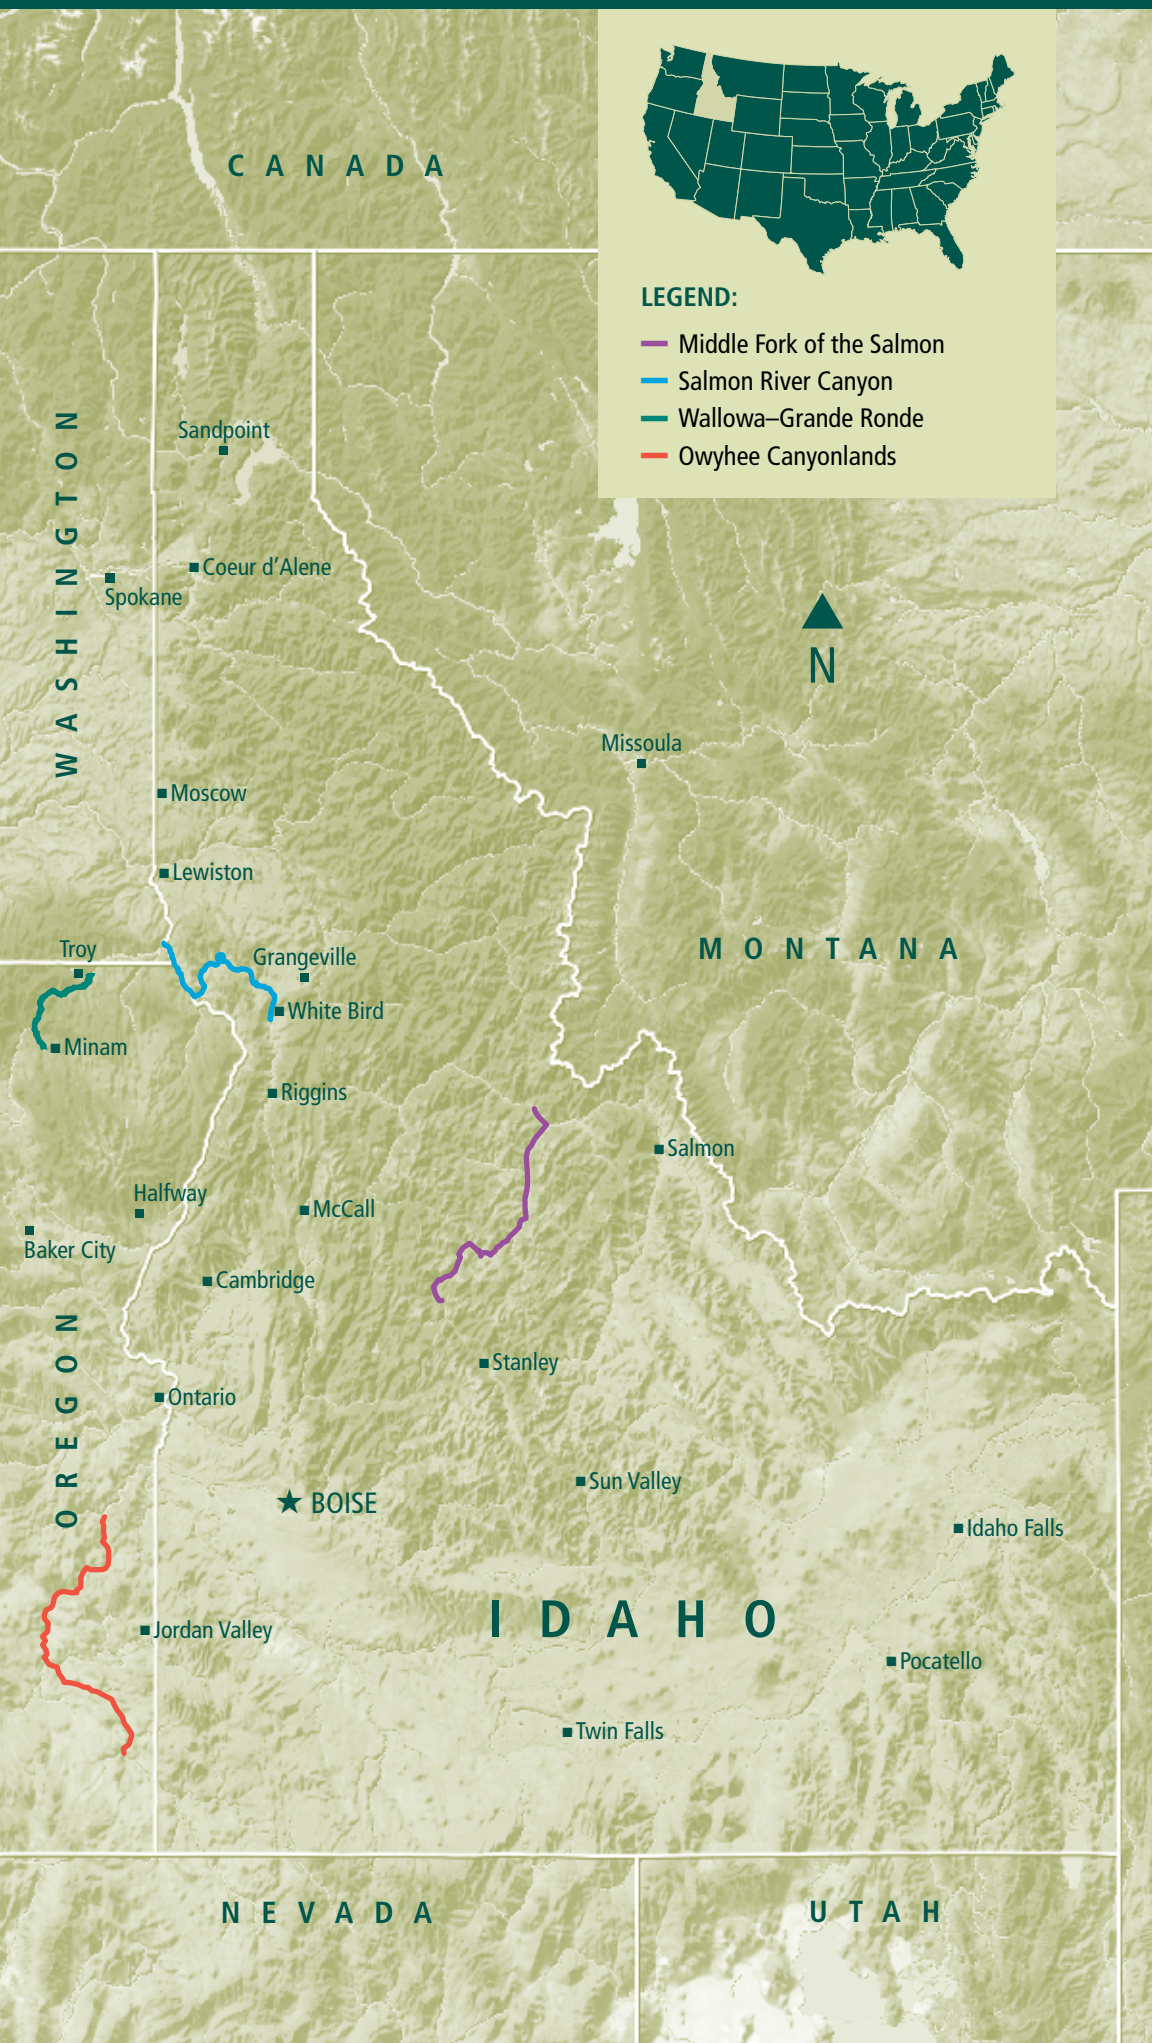 CANADA
LEGEND:
Middle Fork of the Salmon
Salmon River Canyon
Wallowa–Grande Ronde
Owyhee Canyonlands
WASHINGTON
Sandpoint
Coeur d’Alene
Spokane
N
Missoula
Moscow
Lewiston
MONTANA
Troy
Grangeville
White Bird
Minam
Riggins
Salmon
Halfway
McCall
Baker City
Cambridge
OREGON
Stanley
Ontario
Sun Valley
BOISE
Idaho Falls
IDAHO
Jordan Valley
Pocatello
Twin Falls
NEVADA
UTAH